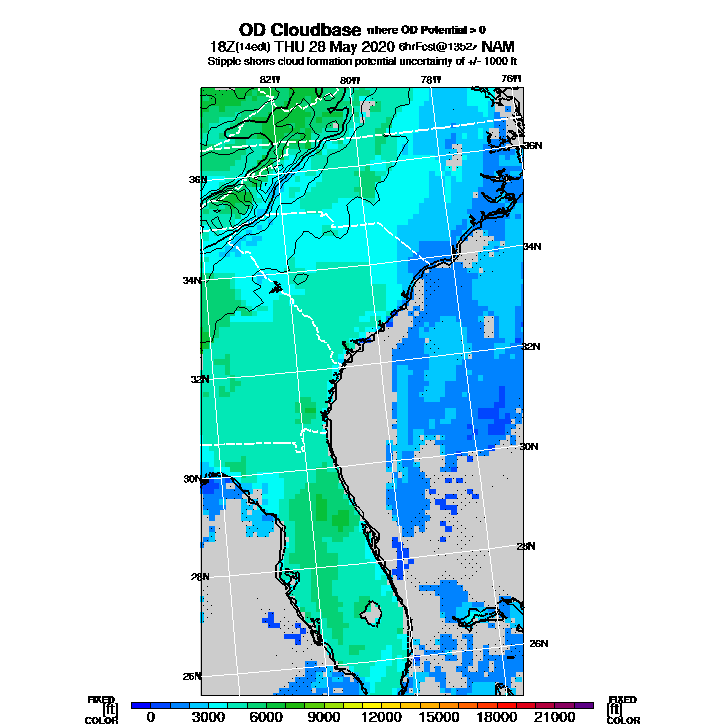 OD Cloudbase where OD Potential > 0
18Z(14edt) THU 28 May 2020 6hrFcst@1352z NAM
Stipple shows cloud formation potential uncertainty of +/- 1000 ft
82W 80W 78W 76W
36N
36N
34N
34N
32N
32N
30N
30N
28N
28N
26N
26N
FIXED FIXED
[ft] [ft]
COLOR COLOR
0 3000 6000 9000 12000 15000 18000 21000